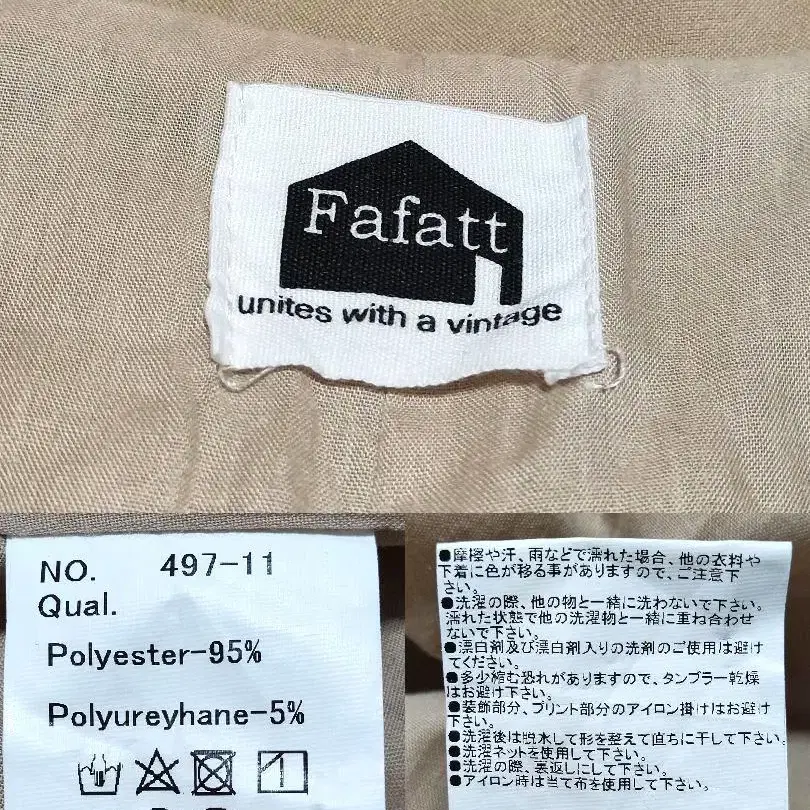 Fafatt
unites with a vintage
NO. 497-11
Qual.
Polyester-95%
Polyureyhane-5%
●摩擦や汗、雨などで濡れた場合、他の衣料や
下着に色が移る事がありますので、ご注意下
さい。
●洗濯の際、他の物と一緒に洗わないで下さい。
濡れた状態で他の洗濯物と一緒に重ね合わせ
ないで下さい。
●漂白剤及び漂白剤入りの洗剤のご使用は避け
てください。
●多少縮む恐れがありますので、タンブラー乾燥
はお避け下さい。
●装飾部分、プリント部分のアイロン掛けはお避け
下さい。
●洗濯後は脱水して形を整えて直ちに干して下さい。
●洗濯ネットを使用して下さい。
●洗濯の際、裏返しにして下さい。
●アイロン時は当て布を使用して下さい。